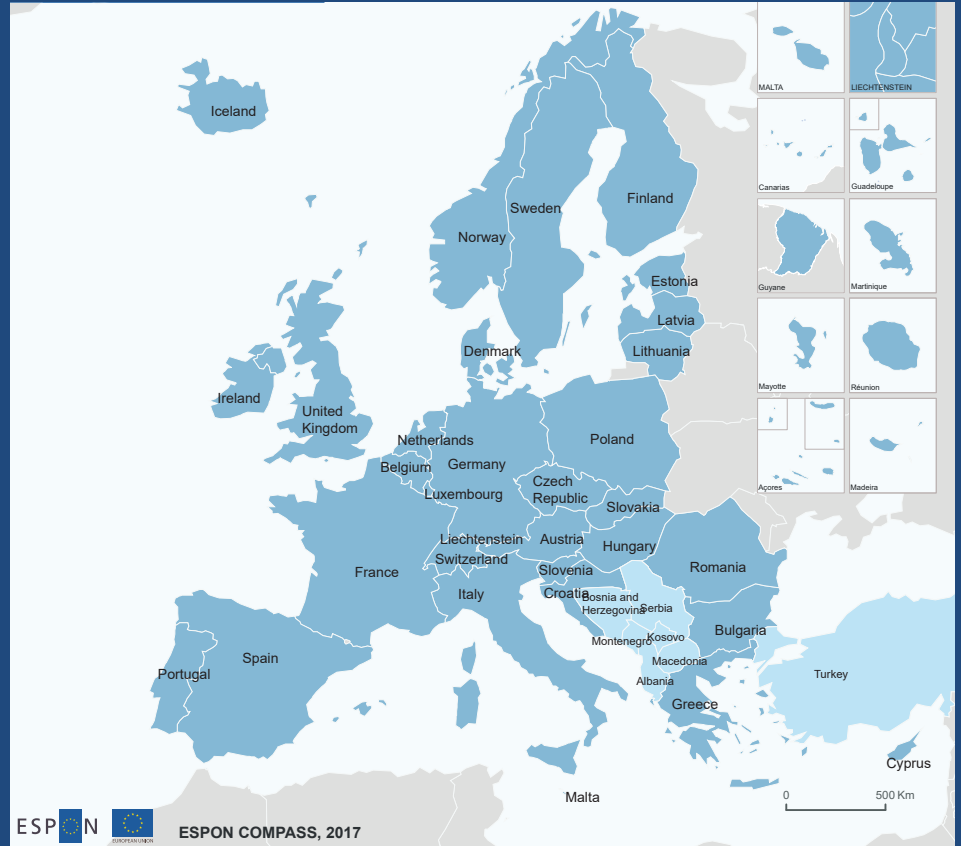 MALTA
LIECHTENSTEIN
Iceland
Canarias
Guadeloupe
Finland
Sweden
Norway
Guyane
Martinique
Estonia
Latvia
Lithuania
Denmark
Mayotte
Réunion
Ireland
United
Kingdom
Netherlands
Poland
Belgium
Germany
Czech
Republic
Luxembourg
Slovakia
Açores
Madeira
Liechtenstein
Austria
Hungary
Switzerland
France
Slovenia
Romania
Italy
Croatia
Bosnia and
Herzegovina
Serbia
Montenegro
Kosovo
Bulgaria
Spain
Portugal
Macedonia
Albania
Turkey
Greece
Cyprus
Malta
0 500 Km
ESPON
EUROPEAN UNION
ESPON COMPASS, 2017